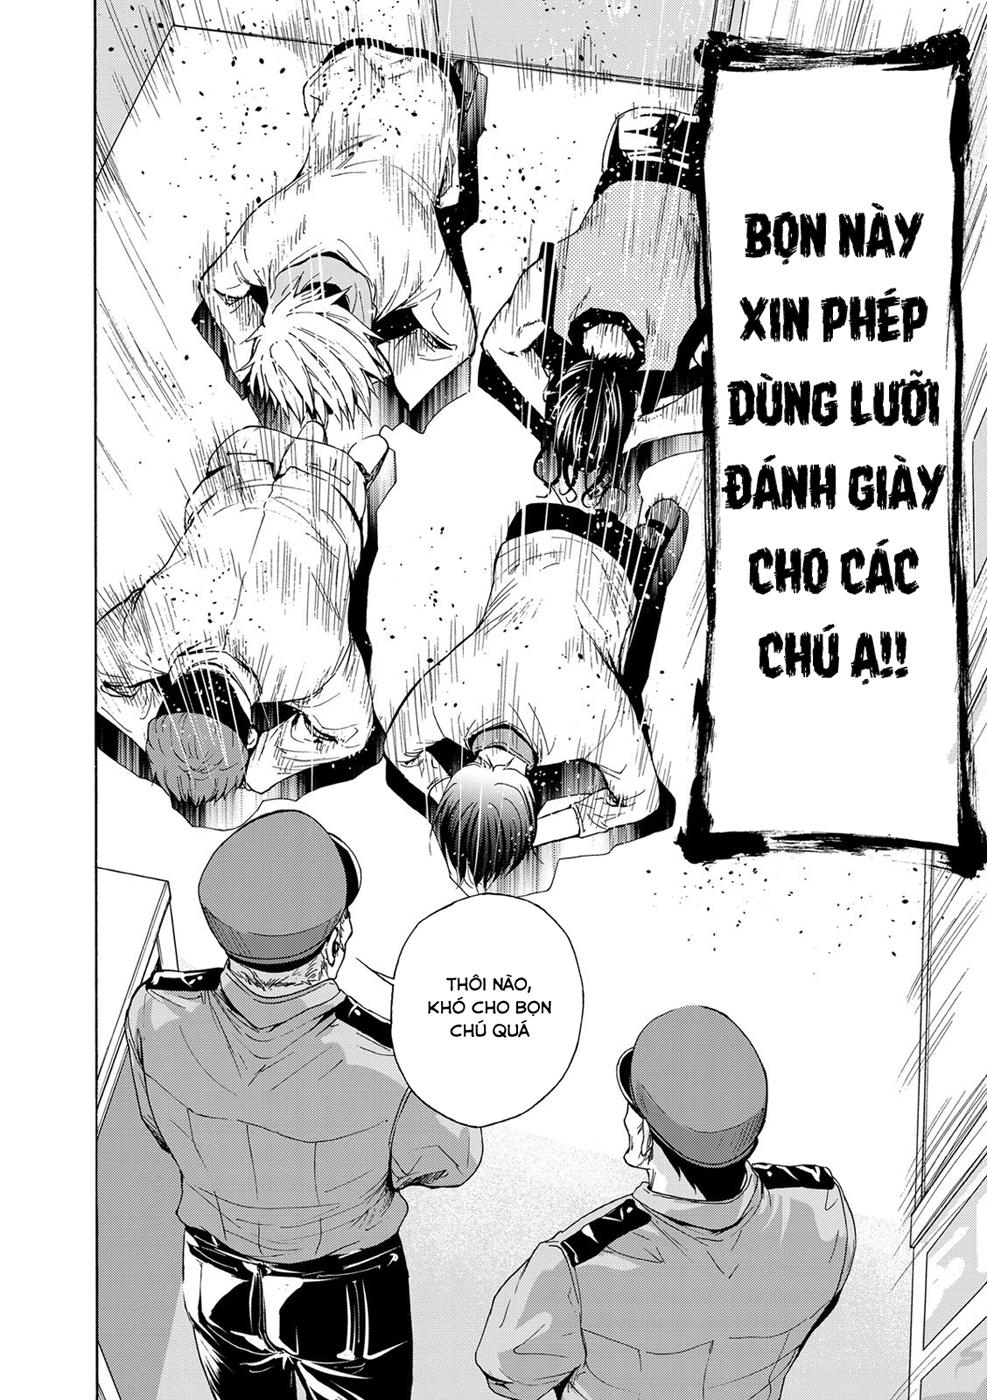 BỌN NÀY
XIN PHÉP
DÙNG LƯỠI
ĐÁNH GIÀY
CHO CÁC
CHÚ Ạ!!
THÔI NÀO,
KHÓ CHO BỌN
CHÚ QUÁ